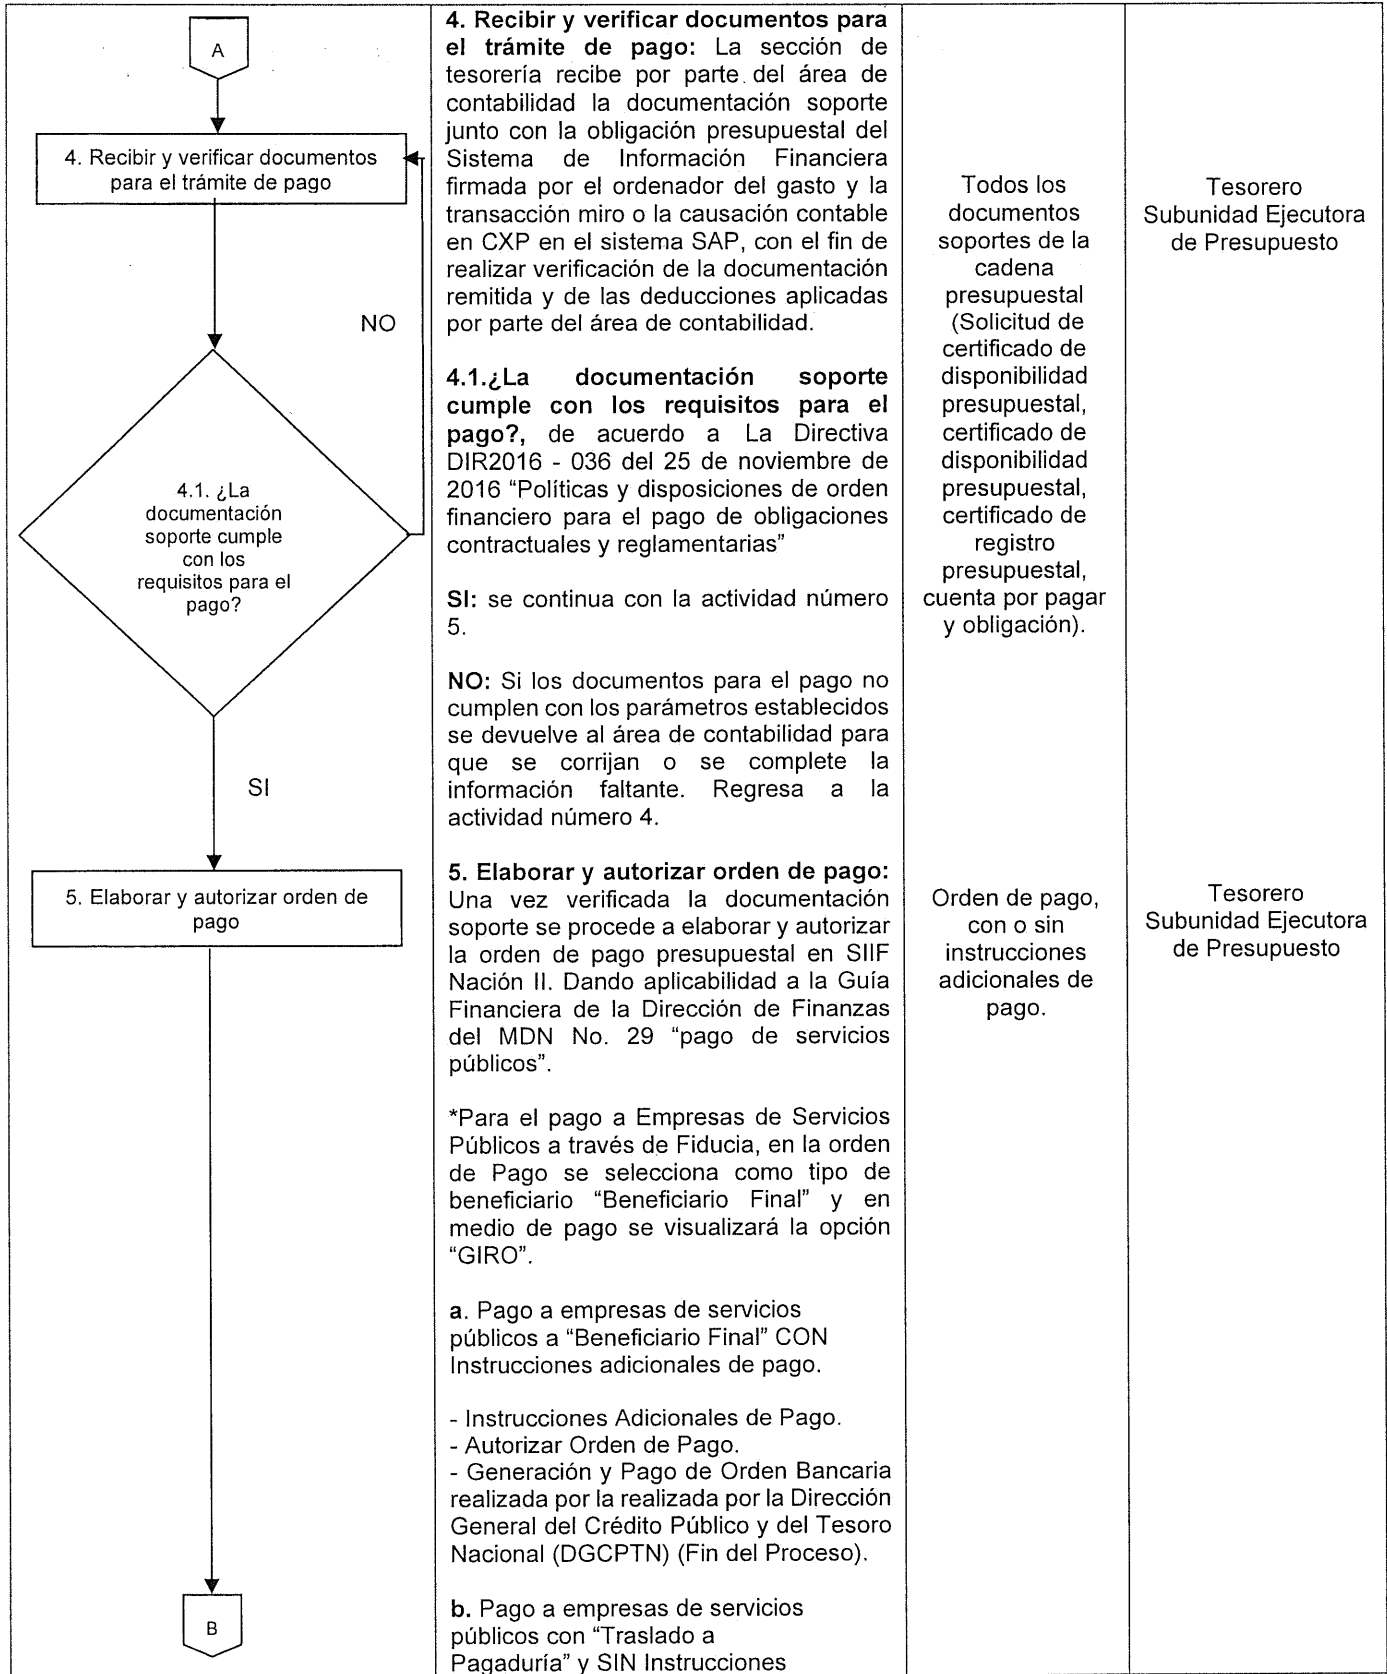 A
4. Recibir y verificar documentos
para el trámite de pago
NO
4.1. ¿La
documentación
soporte cumple
con los
requisitos para el
pago?
SI
5. Elaborar y autorizar orden de
pago
B
4. Recibir y verificar documentos para
el trámite de pago: La sección de
tesorería recibe por parte del área de
contabilidad la documentación soporte
junto con la obligación presupuestal del
Sistema de Información Financiera
firmada por el ordenador del gasto y la
transacción miro o la causación contable
en CXP en el sistema SAP, con el fin de
realizar verificación de la documentación
remitida y de las deducciones aplicadas
por parte del área de contabilidad.
4.1.¿La documentación soporte
cumple con los requisitos para el
pago?, de acuerdo a La Directiva
DIR2016 - 036 del 25 de noviembre de
2016 “Políticas y disposiciones de orden
financiero para el pago de obligaciones
contractuales y reglamentarias”
SI: se continua con la actividad número
5.
NO: Si los documentos para el pago no
cumplen con los parámetros establecidos
se devuelve al área de contabilidad para
que se corrijan o se complete la
información faltante. Regresa a la
actividad número 4.
5. Elaborar y autorizar orden de pago:
Una vez verificada la documentación
soporte se procede a elaborar y autorizar
la orden de pago presupuestal en SIIF
Nación II. Dando aplicabilidad a la Guía
Financiera de la Dirección de Finanzas
del MDN No. 29 “pago de servicios
públicos”.
*Para el pago a Empresas de Servicios
Públicos a través de Fiducia, en la orden
de Pago se selecciona como tipo de
beneficiario “Beneficiario Final” y en
medio de pago se visualizará la opción
“GIRO”.
a. Pago a empresas de servicios
públicos a “Beneficiario Final” CON
Instrucciones adicionales de pago.
- Instrucciones Adicionales de Pago.
- Autorizar Orden de Pago.
- Generación y Pago de Orden Bancaria
realizada por la realizada por la Dirección
General del Crédito Público y del Tesoro
Nacional (DGCPTN) (Fin del Proceso).
b. Pago a empresas de servicios
públicos con “Traslado a
Pagaduría” y SIN Instrucciones
Todos los
documentos
soportes de la
cadena
presupuestal
(Solicitud de
certificado de
disponibilidad
presupuestal,
certificado de
disponibilidad
presupuestal,
certificado de
registro
presupuestal,
cuenta por pagar
y obligación).
Orden de pago,
con o sin
instrucciones
adicionales de
pago.
Tesorero
Subunidad Ejecutora
de Presupuesto
Tesorero
Subunidad Ejecutora
de Presupuesto